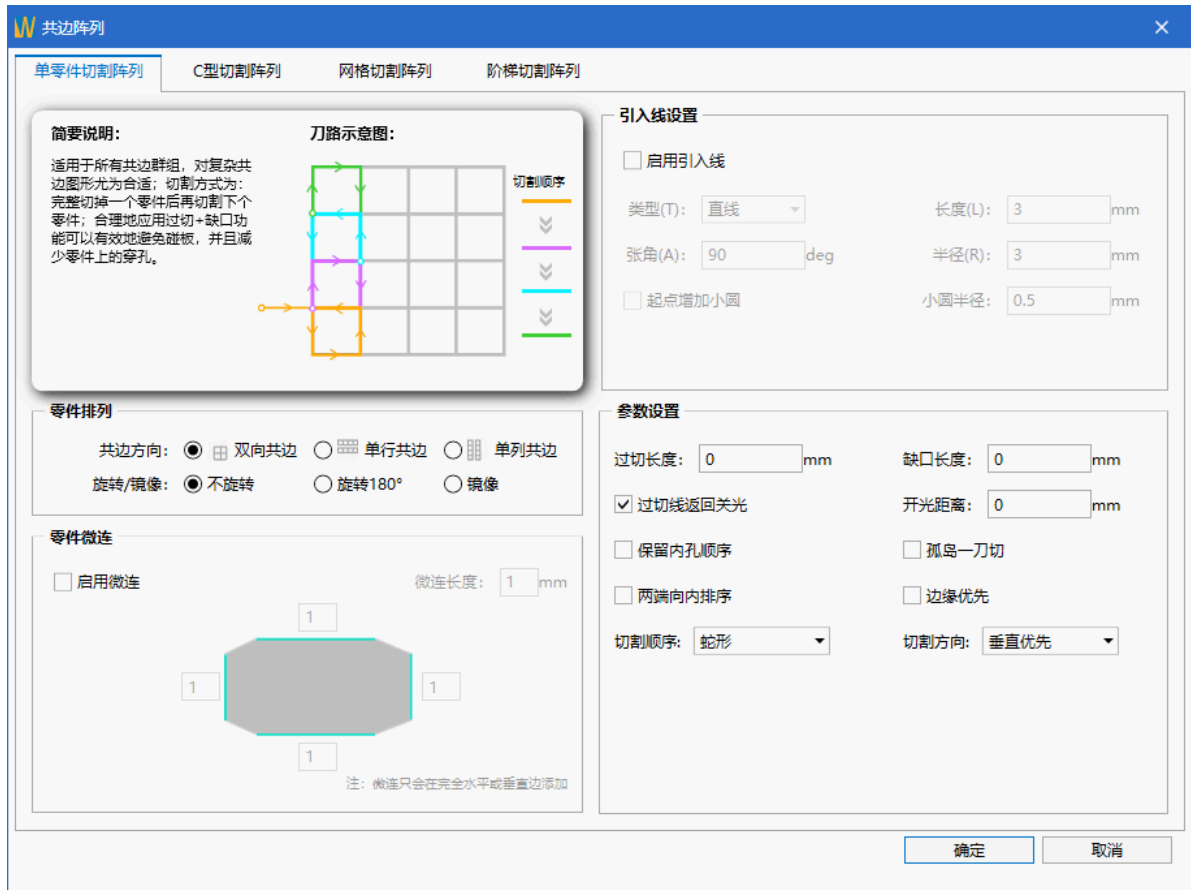 共边阵列
单零件切割阵列 C型切割阵列 网格切割阵列 阶梯切割阵列
简要说明：
适用于所有共边群组，对复杂共
边图形尤为合适；切割方式为：
完整切掉一个零件后再切割下个
零件；合理地应用过切+缺口功
能可以有效地避免碰板，并且减
少零件上的穿孔。
刀路示意图：
切割顺序
引入线设置
启用引入线
类型(T)： 直线 长度(L)： 3 mm
张角(A)： 90 deg 半径(R)： 3 mm
起点增加小圆 小圆半径： 0.5 mm
零件排列
共边方向： 双向共边 单行共边 单列共边
旋转/镜像： 不旋转 旋转180° 镜像
零件微连
启用微连 微连长度： 1 mm
1
1 1
1
注：微连只会在完全水平或垂直边添加
参数设置
过切长度： 0 mm 缺口长度： 0 mm
过切线返回关光 开光距离： 0 mm
保留内孔顺序 孤岛一刀切
两端向内排序 边缘优先
切割顺序: 蛇形 切割方向: 垂直优先
确定 取消